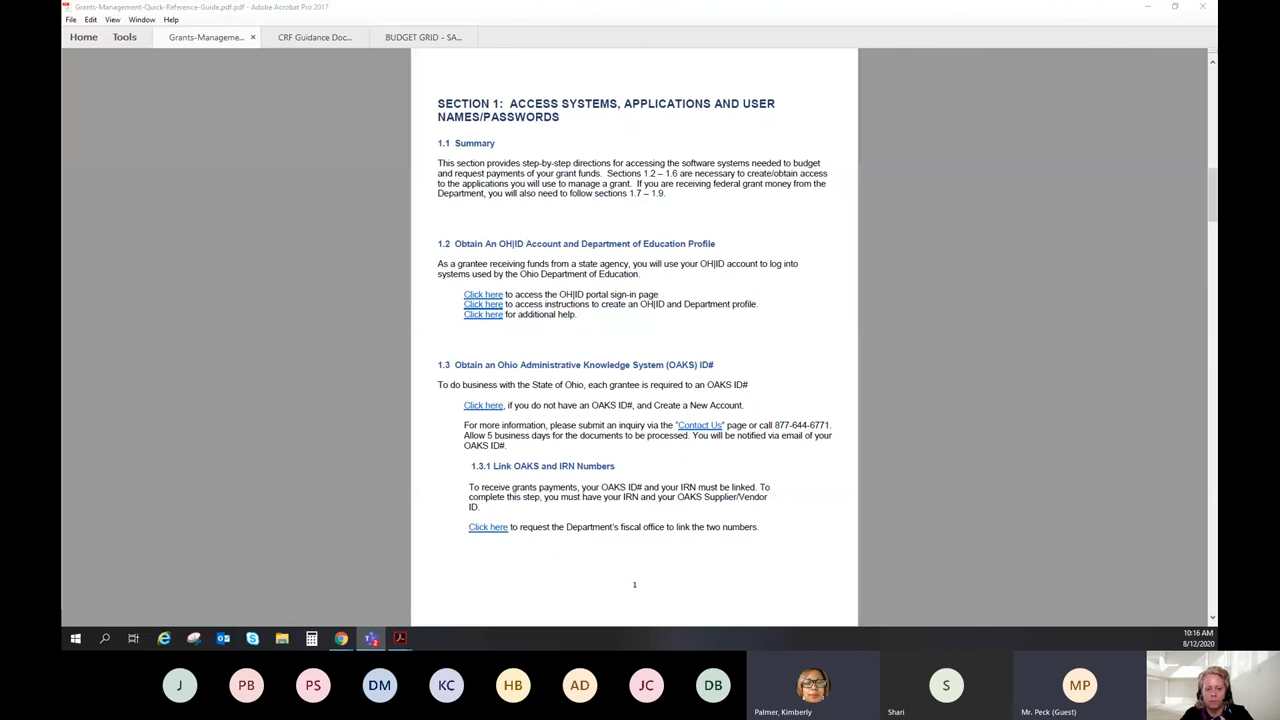 Grants-Management-Quick-Reference-Guide.pdf.pdf - Adobe Acrobat Pro 2017
File Edit View Window Help
Home Tools Grants-Manageme... × CRF Guidance Doc... BUDGET GRID - SA...
SECTION 1: ACCESS SYSTEMS, APPLICATIONS AND USER
NAMES/PASSWORDS
1.1 Summary
This section provides step-by-step directions for accessing the software systems needed to budget
and request payments of your grant funds. Sections 1.2 – 1.6 are necessary to create/obtain access
to the applications you will use to manage a grant. If you are receiving federal grant money from the
Department, you will also need to follow sections 1.7 – 1.9.
1.2 Obtain An OH|ID Account and Department of Education Profile
As a grantee receiving funds from a state agency, you will use your OH|ID account to log into
systems used by the Ohio Department of Education.
Click here to access the OH|ID portal sign-in page
Click here to access instructions to create an OH|ID and Department profile.
Click here for additional help.
1.3 Obtain an Ohio Administrative Knowledge System (OAKS) ID#
To do business with the State of Ohio, each grantee is required to an OAKS ID#
Click here, if you do not have an OAKS ID#, and Create a New Account.
For more information, please submit an inquiry via the "Contact Us" page or call 877-644-6771.
Allow 5 business days for the documents to be processed. You will be notified via email of your
OAKS ID#.
1.3.1 Link OAKS and IRN Numbers
To receive grants payments, your OAKS ID# and your IRN must be linked. To
complete this step, you must have your IRN and your OAKS Supplier/Vendor
ID.
Click here to request the Department's fiscal office to link the two numbers.
1
10:16 AM
8/12/2020
J PB PS DM KC HB AD JC DB S MP
Palmer, Kimberly Shari Mr. Peck (Guest)